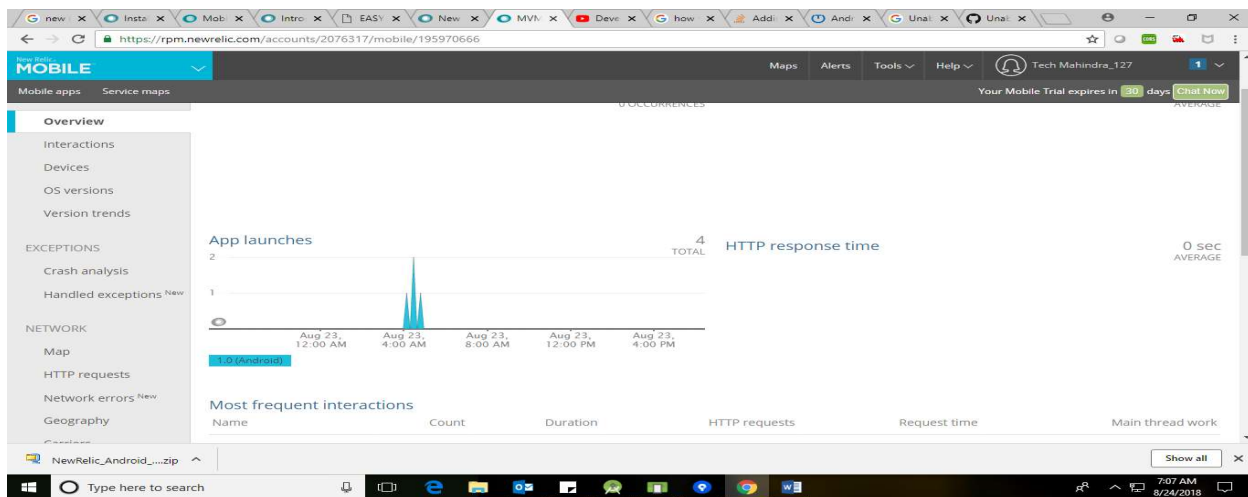 new
Insta
Mob
Intro
EASY
New
MVM
Deve
how
Addi
Andr
Unal
Unal
https://rpm.newrelic.com/accounts/2076317/mobile/195970666
New Relic
MOBILE
Maps Alerts Tools Help Tech Mahindra_127 1
Mobile apps Service maps
Your Mobile Trial expires in 30 days Chat Now
0 OCCURRENCES
AVERAGE
Overview
Interactions
Devices
OS versions
Version trends
EXCEPTIONS
Crash analysis
Handled exceptions New
NETWORK
Map
HTTP requests
Network errors New
Geography
Carriers
App launches
4
TOTAL
2
1
Aug 23, 12:00 AM
Aug 23, 4:00 AM
Aug 23, 8:00 AM
Aug 23, 12:00 PM
Aug 23, 4:00 PM
1.0 (Android)
HTTP response time
0 sec
AVERAGE
Most frequent interactions
Name Count Duration HTTP requests Request time Main thread work
NewRelic_Android_....zip
Show all
Type here to search
7:07 AM
8/24/2018